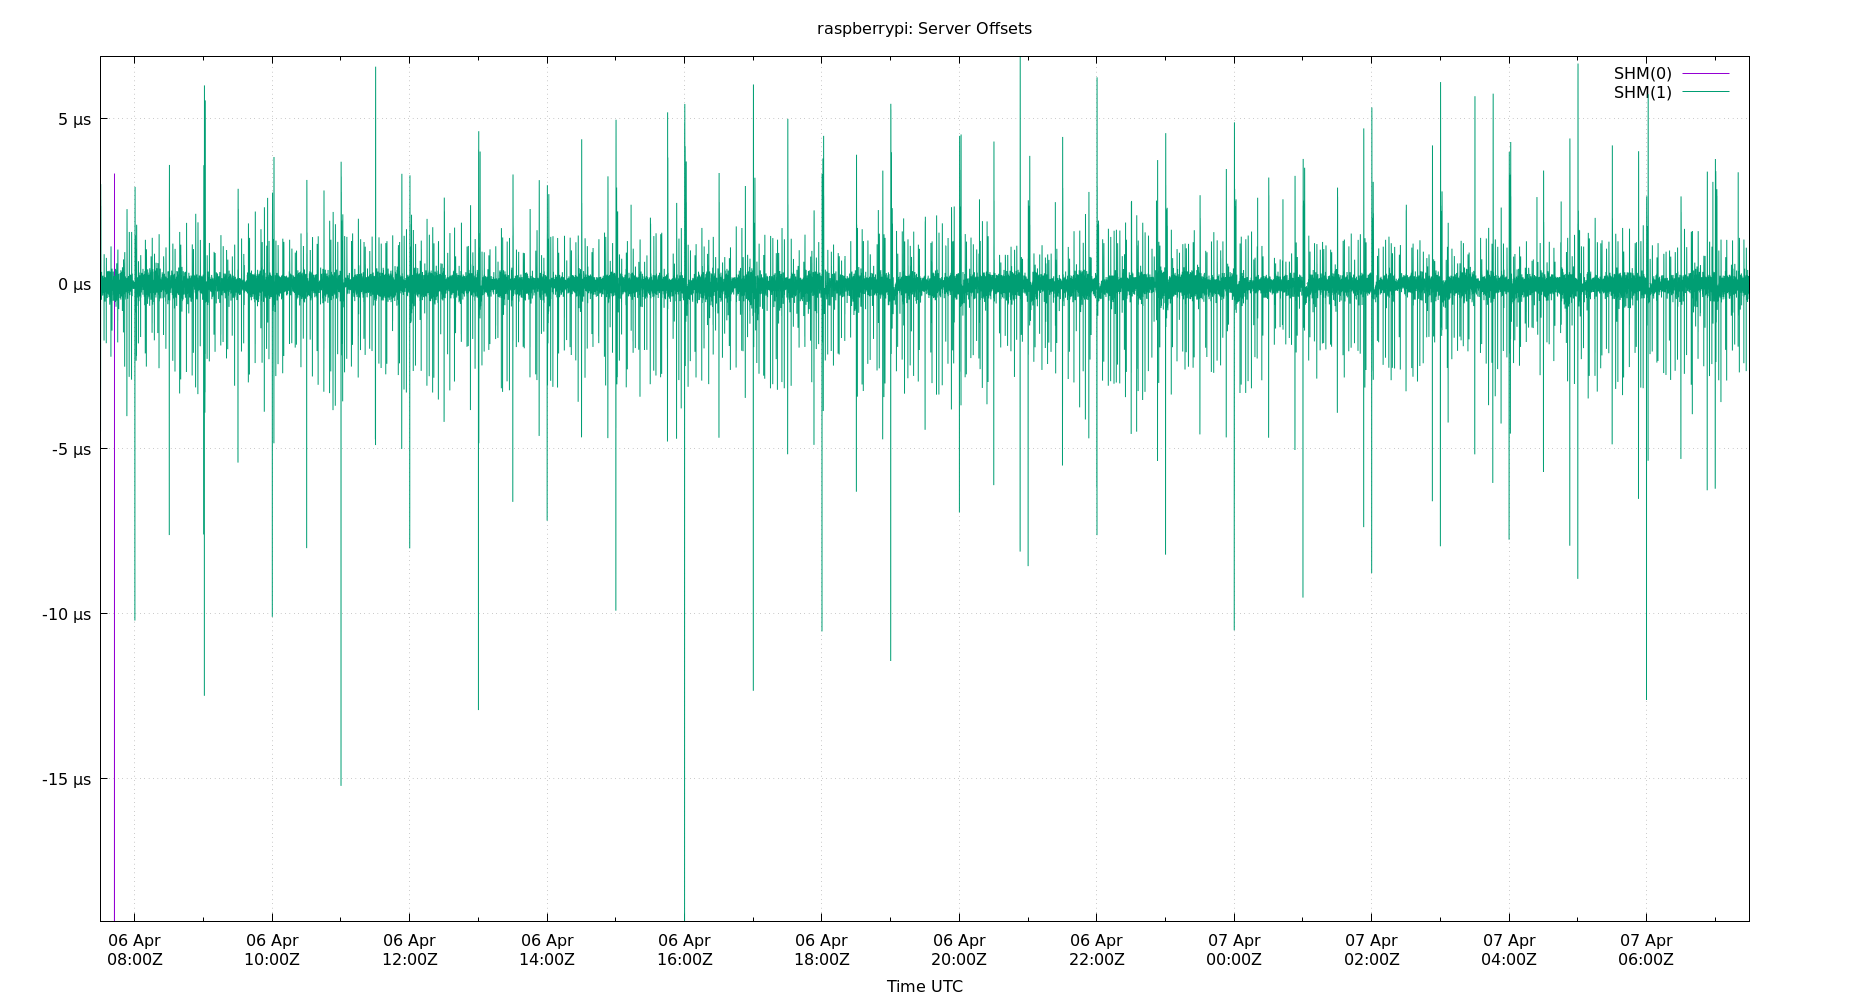 raspberrypi: Server Offsets
SHM(0)
SHM(1)
5 µs
0 µs
-5 µs
-10 µs
-15 µs
06 Apr 06 Apr 06 Apr 06 Apr 06 Apr 06 Apr 06 Apr 06 Apr 07 Apr 07 Apr 07 Apr 07 Apr
08:00Z 10:00Z 12:00Z 14:00Z 16:00Z 18:00Z 20:00Z 22:00Z 00:00Z 02:00Z 04:00Z 06:00Z
Time UTC